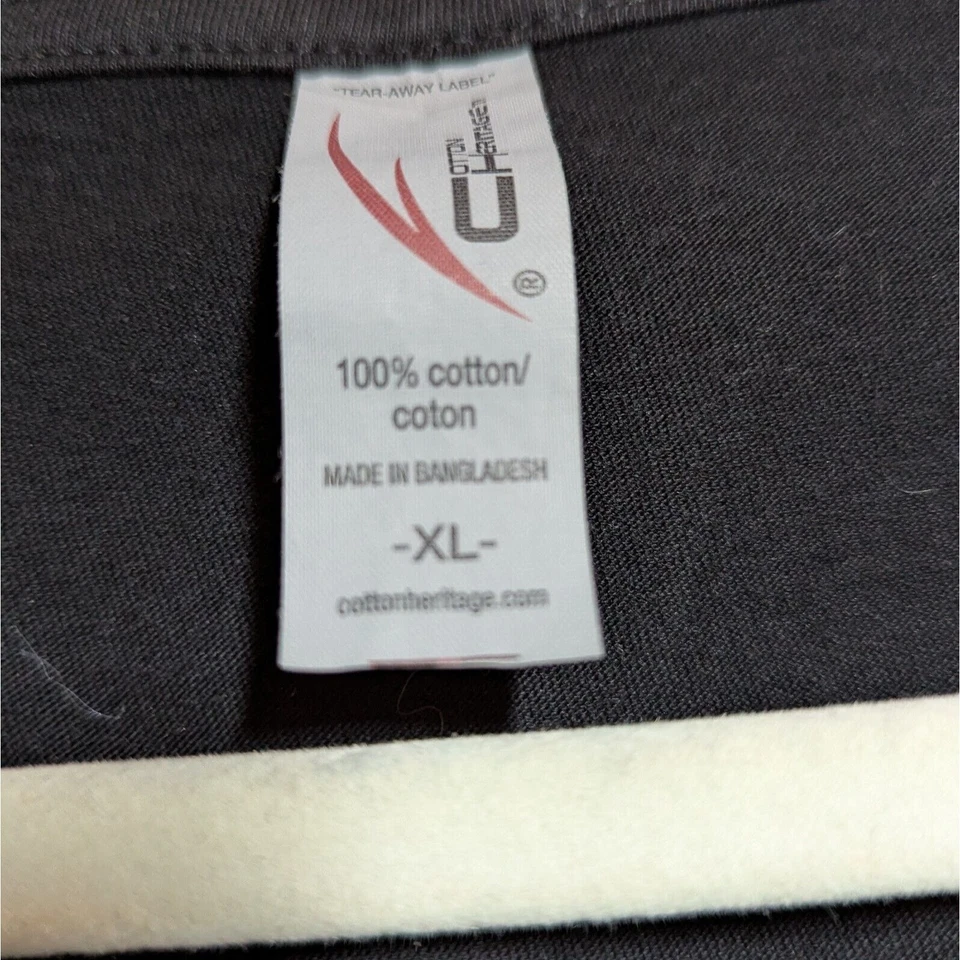 "TEAR-AWAY LABEL"
COTTON
HERITAGE
®
100% cotton/
coton
MADE IN BANGLADESH
-XL-
cottonheritage.com